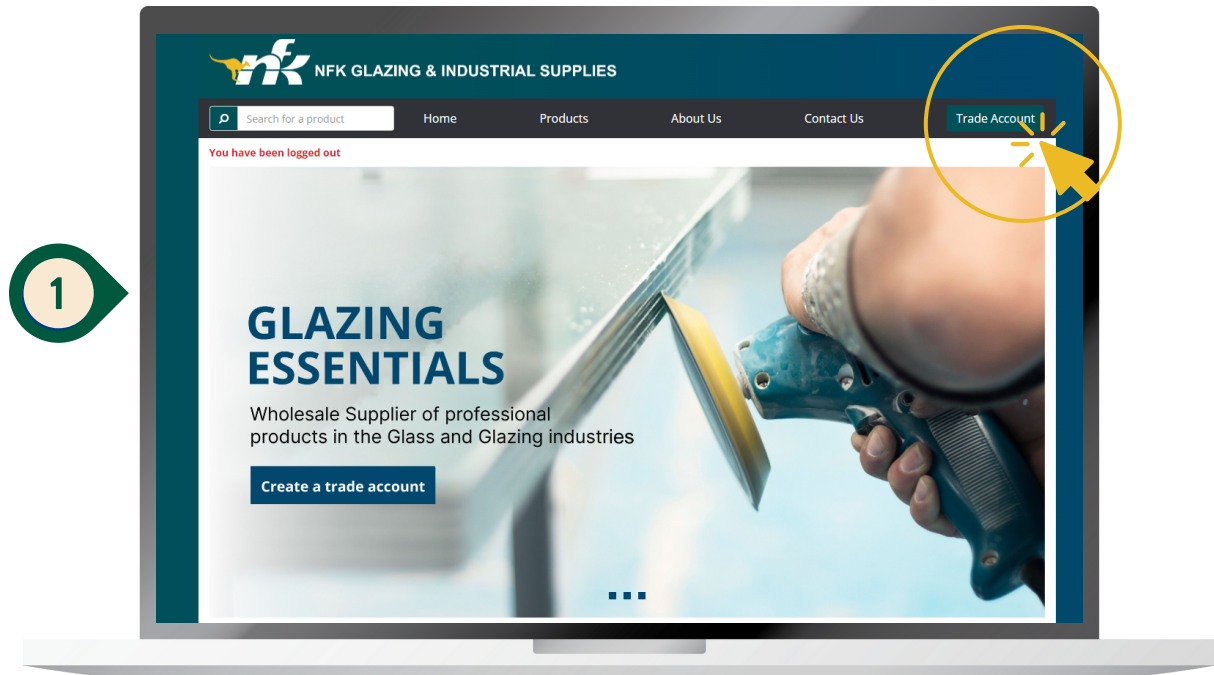 nfk NFK GLAZING & INDUSTRIAL SUPPLIES
Search for a product Home Products About Us Contact Us Trade Account
You have been logged out
1
GLAZING
ESSENTIALS
Wholesale Supplier of professional
products in the Glass and Glazing industries
Create a trade account